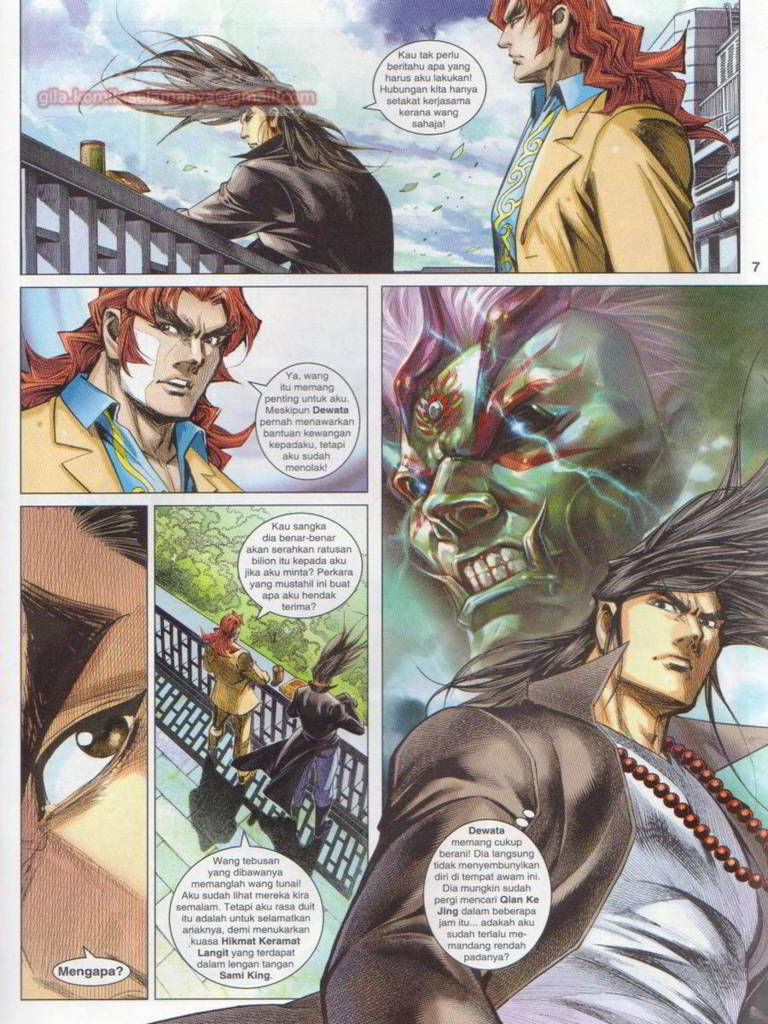 Kau tak perlu
beritahu apa yang
harus aku lakukan!
Hubungan kita hanya
setakat kerjasama
kerana wang
sahaja!
gila.komikselamanya@gmail.com
7
Ya, wang
itu memang
penting untuk aku.
Meskipun Dewata
pernah menawarkan
bantuan kewangan
kepadaku, tetapi
aku sudah
menolak!
Mengapa?
Kau sangka
dia benar-benar
akan serahkan ratusan
bilion itu kepada aku
jika aku minta? Perkara
yang mustahil ini buat
apa aku hendak
terima?
Wang tebusan
yang dibawanya
memanglah wang tunai!
Aku sudah lihat mereka kira
semalam. Tetapi aku rasa duit
itu adalah untuk selamatkan
anaknya, demi menukarkan
kuasa Hikmat Keramat
Langit yang terdapat
dalam lengan tangan
Sami King.
Dewata
memang cukup
berani! Dia langsung
tidak menyembunyikan
diri di tempat awam ini.
Dia mungkin sudah
pergi mencari Qian Ke
Jing dalam beberapa
jam itu... adakah aku
sudah terlalu me-
mandang rendah
padanya?